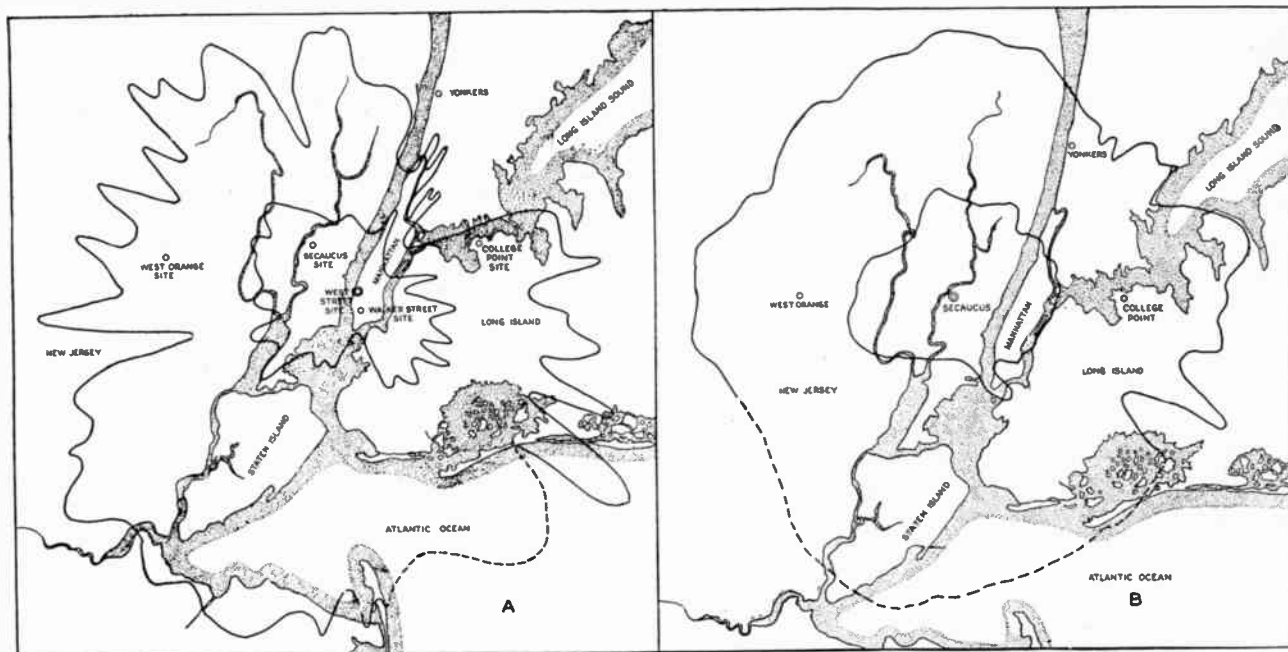 YONKERS
LONG ISLAND SOUND
SECAUCUS
SITE
WEST ORANGE
SITE
MANHATTAN
COLLEGE
POINT
SITE
WEST
STREET
SITE
WALKER STREET
SITE
LONG ISLAND
NEW JERSEY
STATEN ISLAND
ATLANTIC OCEAN
A
YONKERS
LONG ISLAND SOUND
WEST ORANGE
SECAUCUS
MANHATTAN
COLLEGE
POINT
LONG ISLAND
NEW JERSEY
STATEN ISLAND
ATLANTIC OCEAN
B